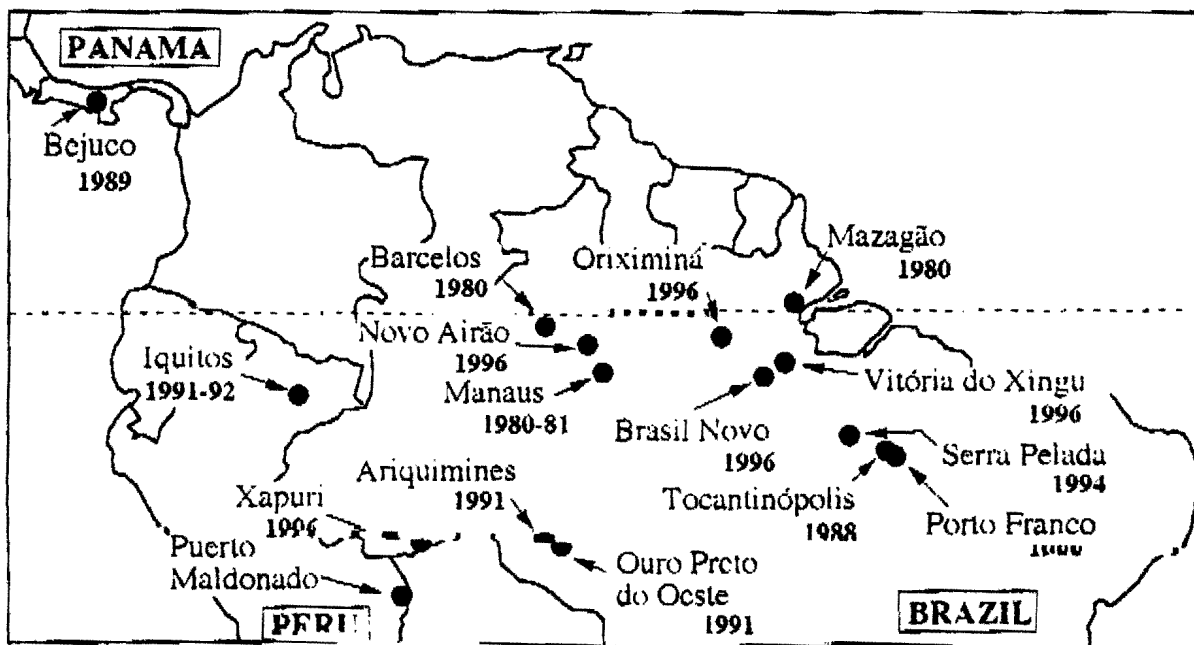 PANAMA
Bejuco
1989
Mazagão
1980
Barcelos
1980
Oriximiná
1996
Novo Airão
1996
Iquitos
1991-92
Manaus
1980-81
Vitória do Xingu
1996
Brasil Novo
1996
Serra Pelada
1994
Ariquimines
1991
Tocantinópolis
1988
Porto Franco
Xapuri
Puerto
Maldonado
Ouro Preto
do Oeste
1991
PERU
BRAZIL